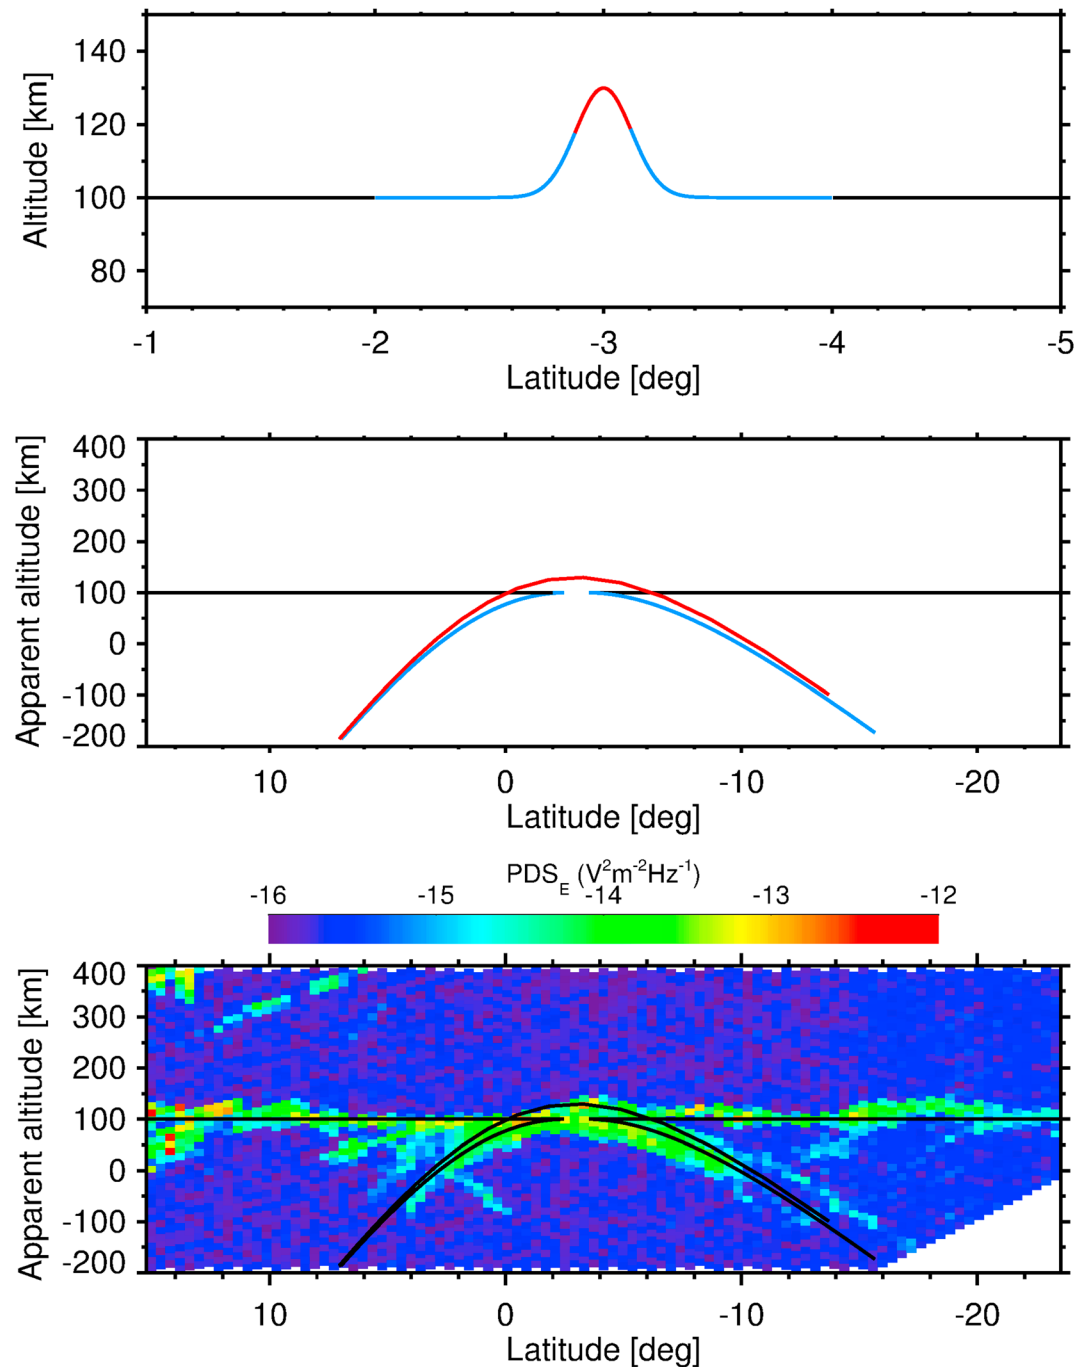 140
120
100
80
Altitude [km]
-1 -2 -3 -4 -5
Latitude [deg]
400
300
200
100
0
-100
-200
Apparent altitude [km]
10 0 -10 -20
Latitude [deg]
PDS_E (V²m⁻²Hz⁻¹)
-16 -15 -14 -13 -12
400
300
200
100
0
-100
-200
Apparent altitude [km]
10 0 -10 -20
Latitude [deg]